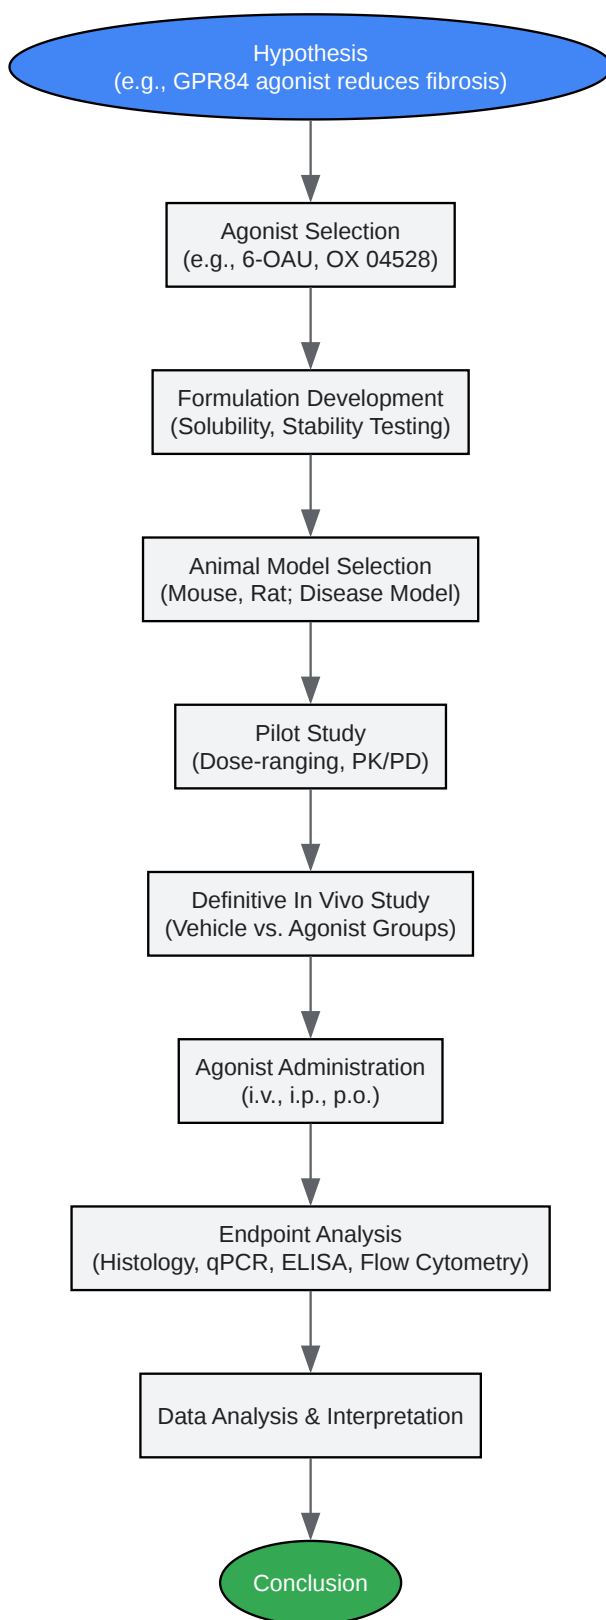 Hypothesis
(e.g., GPR84 agonist reduces fibrosis)
Agonist Selection
(e.g., 6-OAU, OX 04528)
Formulation Development
(Solubility, Stability Testing)
Animal Model Selection
(Mouse, Rat; Disease Model)
Pilot Study
(Dose-ranging, PK/PD)
Definitive In Vivo Study
(Vehicle vs. Agonist Groups)
Agonist Administration
(i.v., i.p., p.o.)
Endpoint Analysis
(Histology, qPCR, ELISA, Flow Cytometry)
Data Analysis & Interpretation
Conclusion